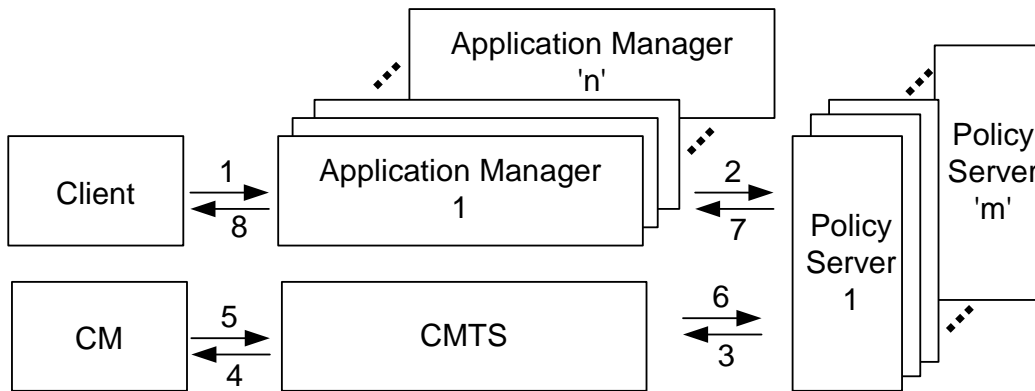 Application Manager
'n'
Policy
Server
'm'
Client
1
8
Application Manager
1
2
7
Policy
Server
1
CM
5
4
CMTS
6
3